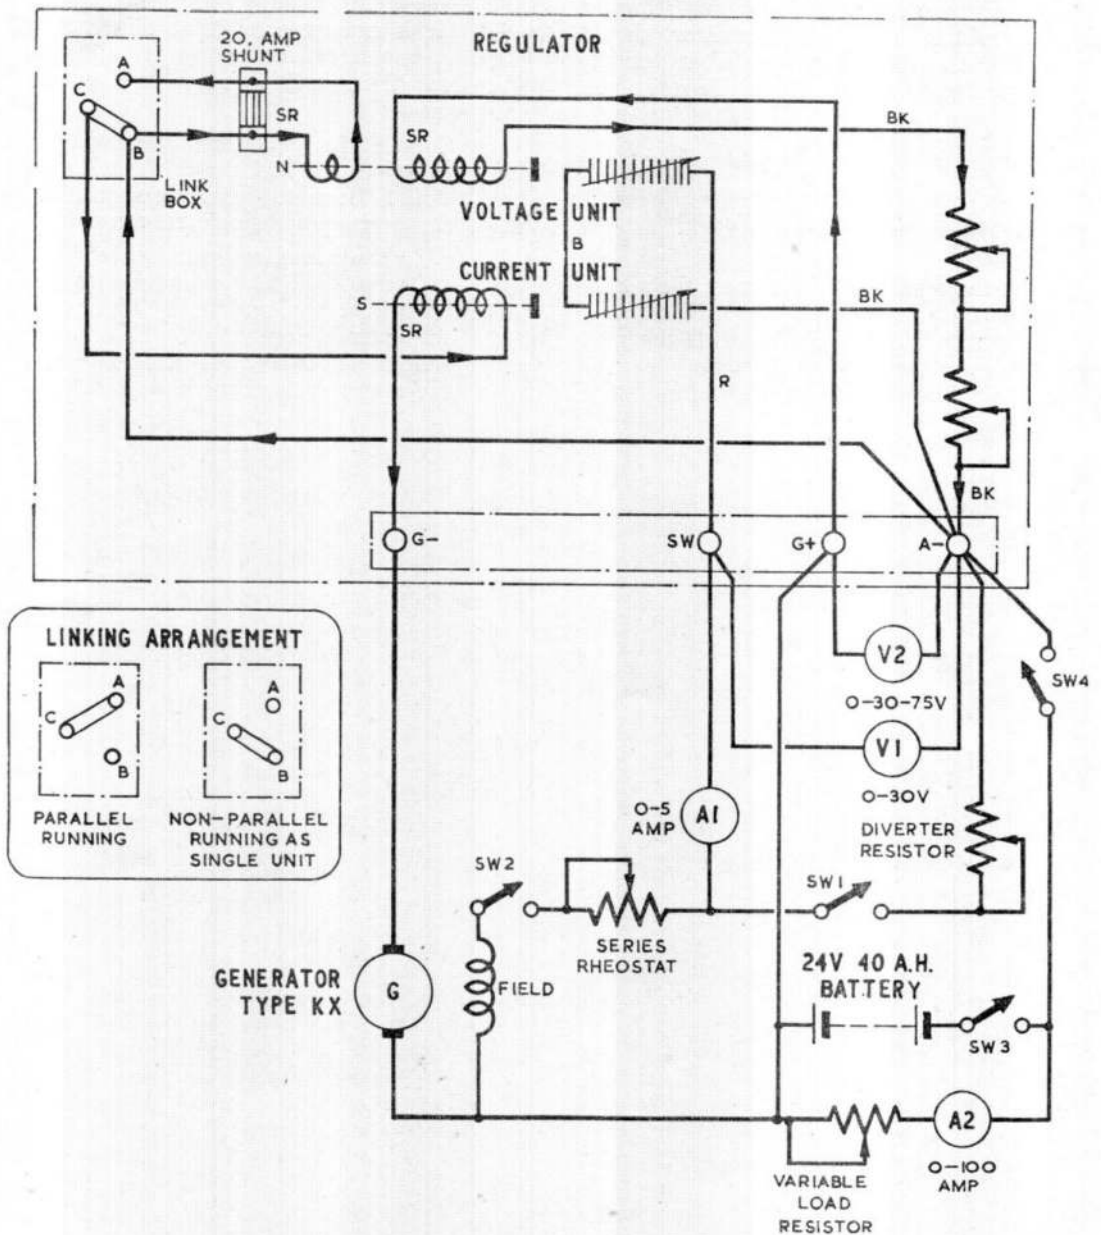 REGULATOR
20. AMP
SHUNT
A
C
B
SR
N
LINK
BOX
SR
BK
VOLTAGE UNIT
B
CURRENT UNIT
S
SR
BK
R
BK
G-
SW
G+
A-
LINKING ARRANGEMENT
A
C
B
PARALLEL
RUNNING
A
C
B
NON-PARALLEL
RUNNING AS
SINGLE UNIT
V2
0-30-75V
SW4
V1
0-30V
0-5
AMP
A1
DIVERTER
RESISTOR
SW2
SW1
SERIES
RHEOSTAT
GENERATOR
TYPE KX
G
FIELD
24V 40 A.H.
BATTERY
SW3
A2
0-100
AMP
VARIABLE
LOAD
RESISTOR